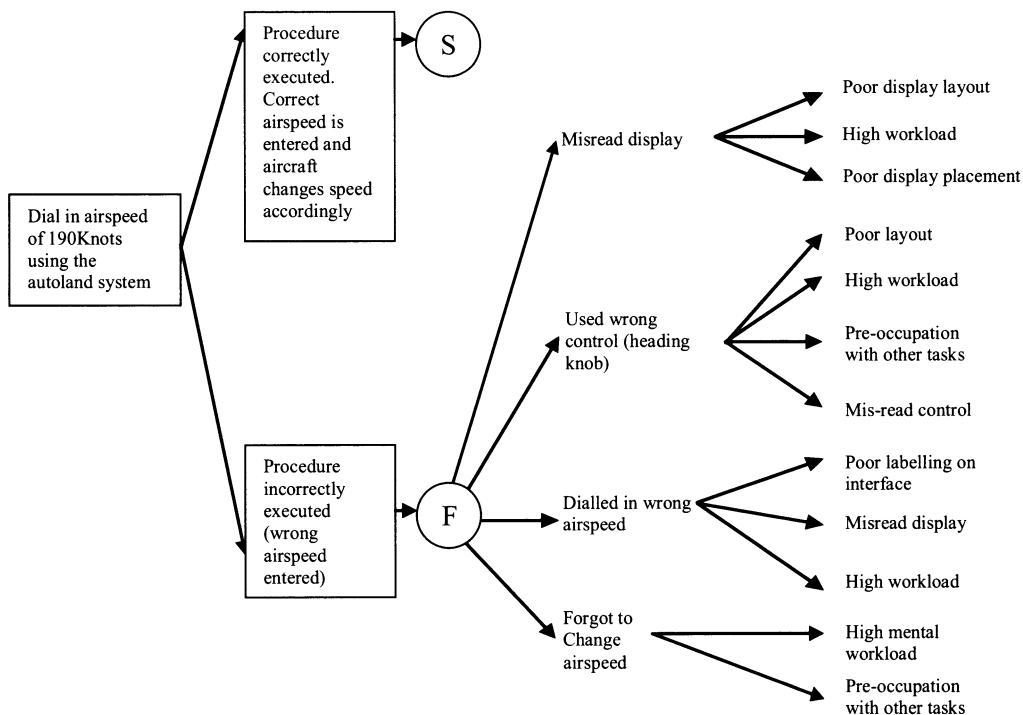 Dial in airspeed
of 190Knots
using the
autoland system
Procedure
correctly
executed.
Correct
airspeed is
entered and
aircraft
changes speed
accordingly
S
Procedure
incorrectly
executed
(wrong
airspeed
entered)
F
Misread display
Poor display layout
High workload
Poor display placement
Used wrong
control (heading
knob)
Poor layout
High workload
Pre-occupation
with other tasks
Mis-read control
Dialled in wrong
airspeed
Poor labelling on
interface
Misread display
High workload
Forgot to
Change
airspeed
High mental
workload
Pre-occupation
with other tasks